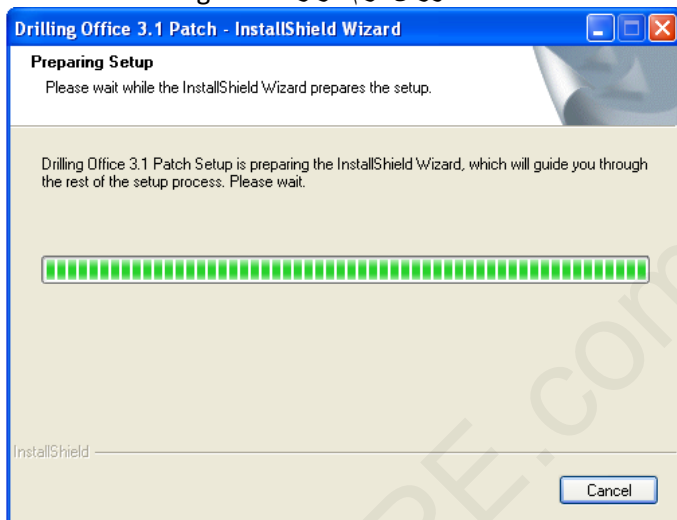 Drilling Office 3.1 Patch - InstallShield Wizard
Preparing Setup
Please wait while the InstallShield Wizard prepares the setup.
Drilling Office 3.1 Patch Setup is preparing the InstallShield Wizard, which will guide you through
the rest of the setup process. Please wait.
InstallShield
Cancel